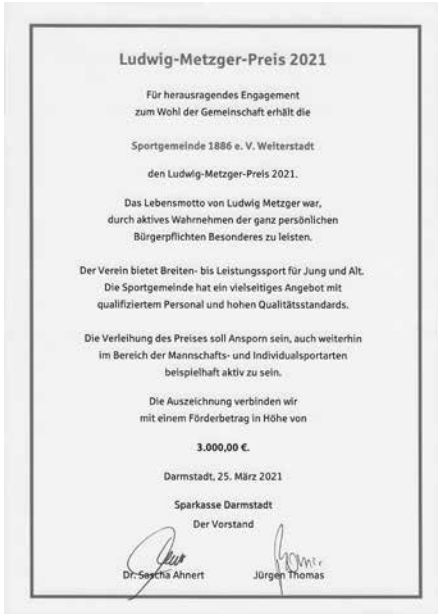 Ludwig-Metzger-Preis 2021
Für herausragendes Engagement
zum Wohl der Gemeinschaft erhält die
Sportgemeinde 1886 e. V. Weiterstadt
den Ludwig-Metzger-Preis 2021.
Das Lebensmotto von Ludwig Metzger war,
durch aktives Wahrnehmen der ganz persönlichen
Bürgerpflichten Besonderes zu leisten.
Der Verein bietet Breiten- bis Leistungssport für Jung und Alt.
Die Sportgemeinde hat ein vielseitiges Angebot mit
qualifiziertem Personal und hohen Qualitätsstandards.
Die Verleihung des Preises soll Ansporn sein, auch weiterhin
im Bereich der Mannschafts- und Individualsportarten
beispielhaft aktiv zu sein.
Die Auszeichnung verbinden wir
mit einem Förderbetrag in Höhe von
3.000,00 €.
Darmstadt, 25. März 2021
Sparkasse Darmstadt
Der Vorstand
Dr. Sascha Ahnert Jürgen Thomas